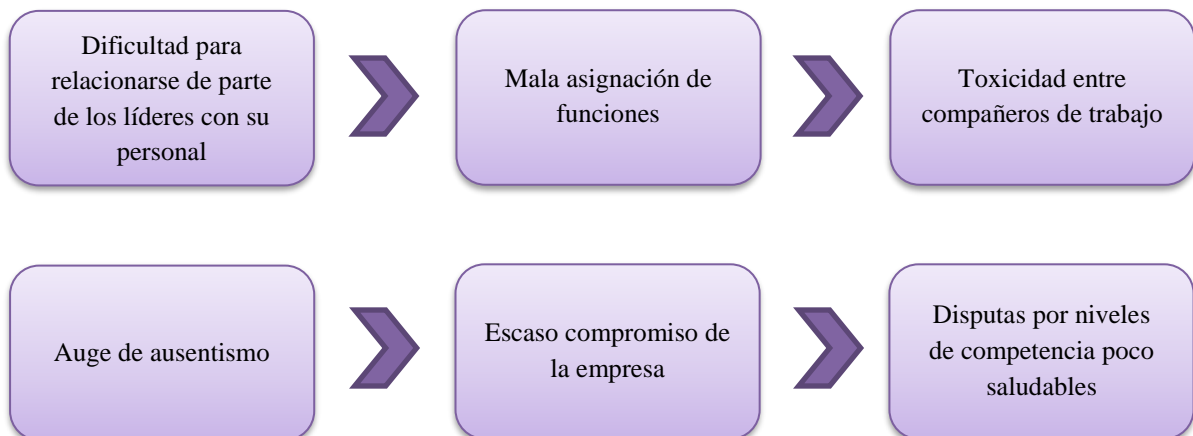 Dificultad para
relacionarse de parte
de los líderes con su
personal
Mala asignación de
funciones
Toxicidad entre
compañeros de trabajo
Auge de ausentismo
Escaso compromiso de
la empresa
Disputas por niveles
de competencia poco
saludables